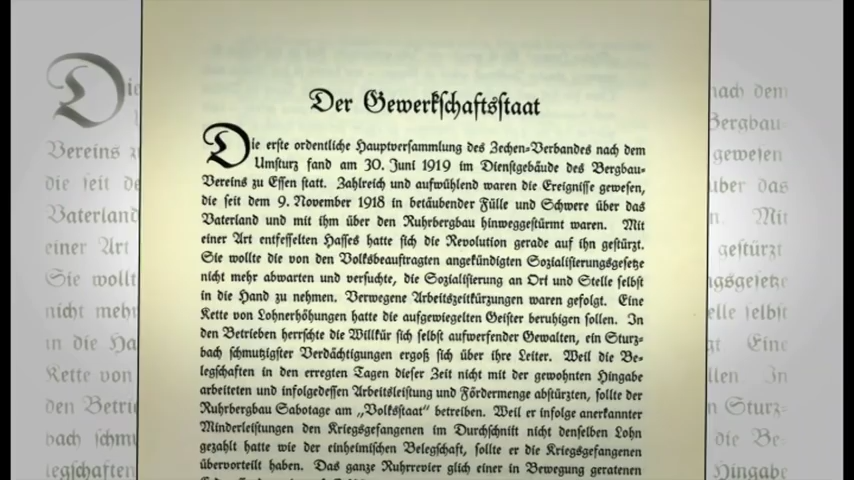 Der Gewerkschaftsstaat
Die erste ordentliche Hauptversammlung des Zechen-Verbandes nach dem
Umsturz fand am 30. Juni 1919 im Dienstgebäude des Bergbau-
Vereins zu Essen statt. Zahlreich und aufwühlend waren die Ereignisse gewesen,
die seit dem 9. November 1918 in betäubender Fülle und Schwere über das
Vaterland und mit ihm über den Ruhrbergbau hinweggestürmt waren. Mit
einer Art entfesselten Hasses hatte sich die Revolution gerade auf ihn gestürzt.
Sie wollte die von den Volksbeauftragten angekündigten Sozialisierungsgesetze
nicht mehr abwarten und versuchte, die Sozialisierung an Ort und Stelle selbst
in die Hand zu nehmen. Verwegene Arbeitszeitkürzungen waren gefolgt. Eine
Kette von Lohnerhöhungen hatte die aufgewiegelten Geister beruhigen sollen. In
den Betrieben herrschte die Willkür sich selbst aufwerfender Gewalten, ein Sturz-
bach schmutzigster Verdächtigungen ergoß sich über ihre Leiter. Weil die Be-
legschaften in den erregten Tagen dieser Zeit nicht mit der gewohnten Hingabe
arbeiteten und infolgedessen Arbeitsleistung und Fördermenge abstürzten, sollte der
Ruhrbergbau Sabotage am „Volksstaat“ betreiben. Weil er infolge anerkannter
Minderleistungen den Kriegsgefangenen im Durchschnitt nicht denselben Lohn
gezahlt hatte wie der einheimischen Belegschaft, sollte er die Kriegsgefangenen
übervorteilt haben. Das ganze Ruhrrevier glich einer in Bewegung geratenen